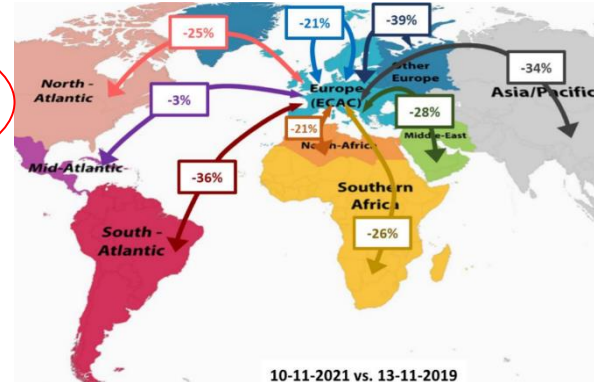 -25%
-21%
-39%
North -
Atlantic
-3%
Europe
(ECAC)
Other
Europe
-34%
Asia/Pacific
-28%
-21%
North-Africa
Middle-East
Mid-Atlantic
-36%
Southern
Africa
South -
Atlantic
-26%
10-11-2021 vs. 13-11-2019